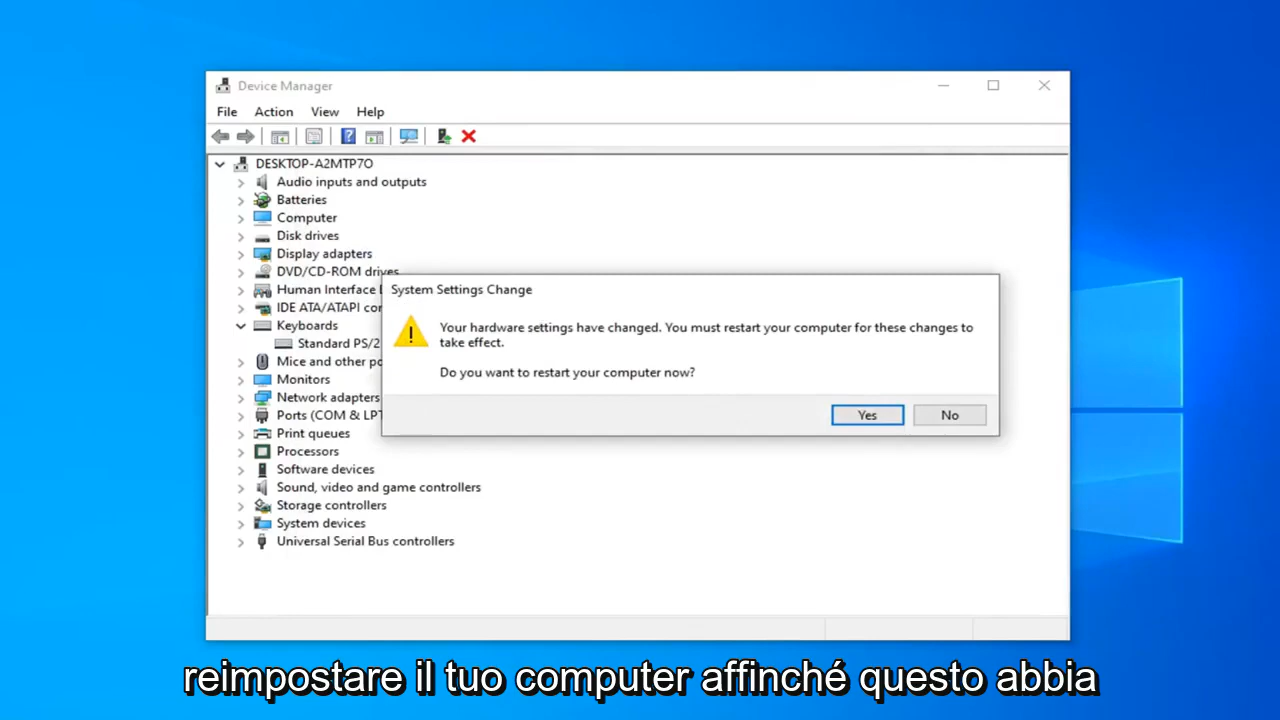 Device Manager
File Action View Help
DESKTOP-A2MTP7O
Audio inputs and outputs
Batteries
Computer
Disk drives
Display adapters
DVD/CD-ROM drives
Human Interface
IDE ATA/ATAPI
Keyboards
Standard PS/2
Mice and other
Monitors
Network adapters
Ports (COM & LPT
Print queues
Processors
Software devices
Sound, video and game controllers
Storage controllers
System devices
Universal Serial Bus controllers
System Settings Change
Your hardware settings have changed. You must restart your computer for these changes to
take effect.
Do you want to restart your computer now?
Yes No
reimpostare il tuo computer affinché questo abbia